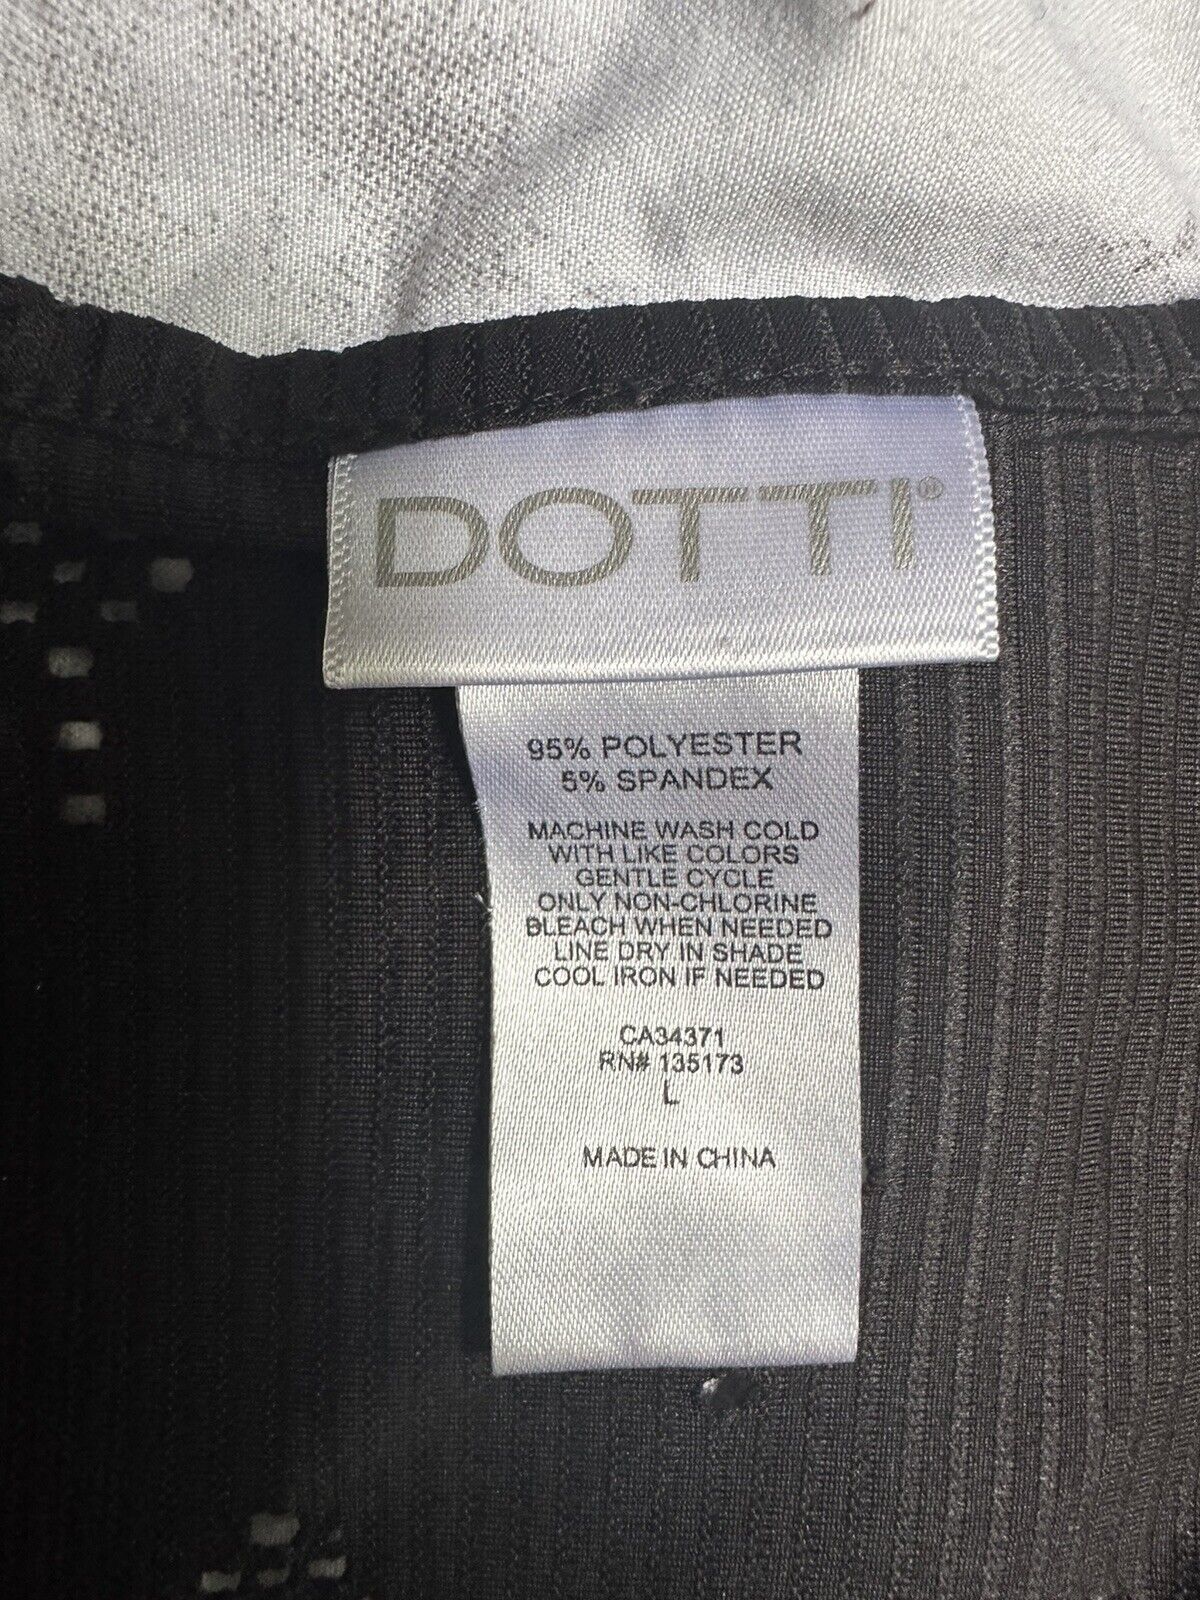 DOTTI®
95% POLYESTER
5% SPANDEX
MACHINE WASH COLD
WITH LIKE COLORS
GENTLE CYCLE
ONLY NON-CHLORINE
BLEACH WHEN NEEDED
LINE DRY IN SHADE
COOL IRON IF NEEDED
CA34371
RN# 135173
L
MADE IN CHINA